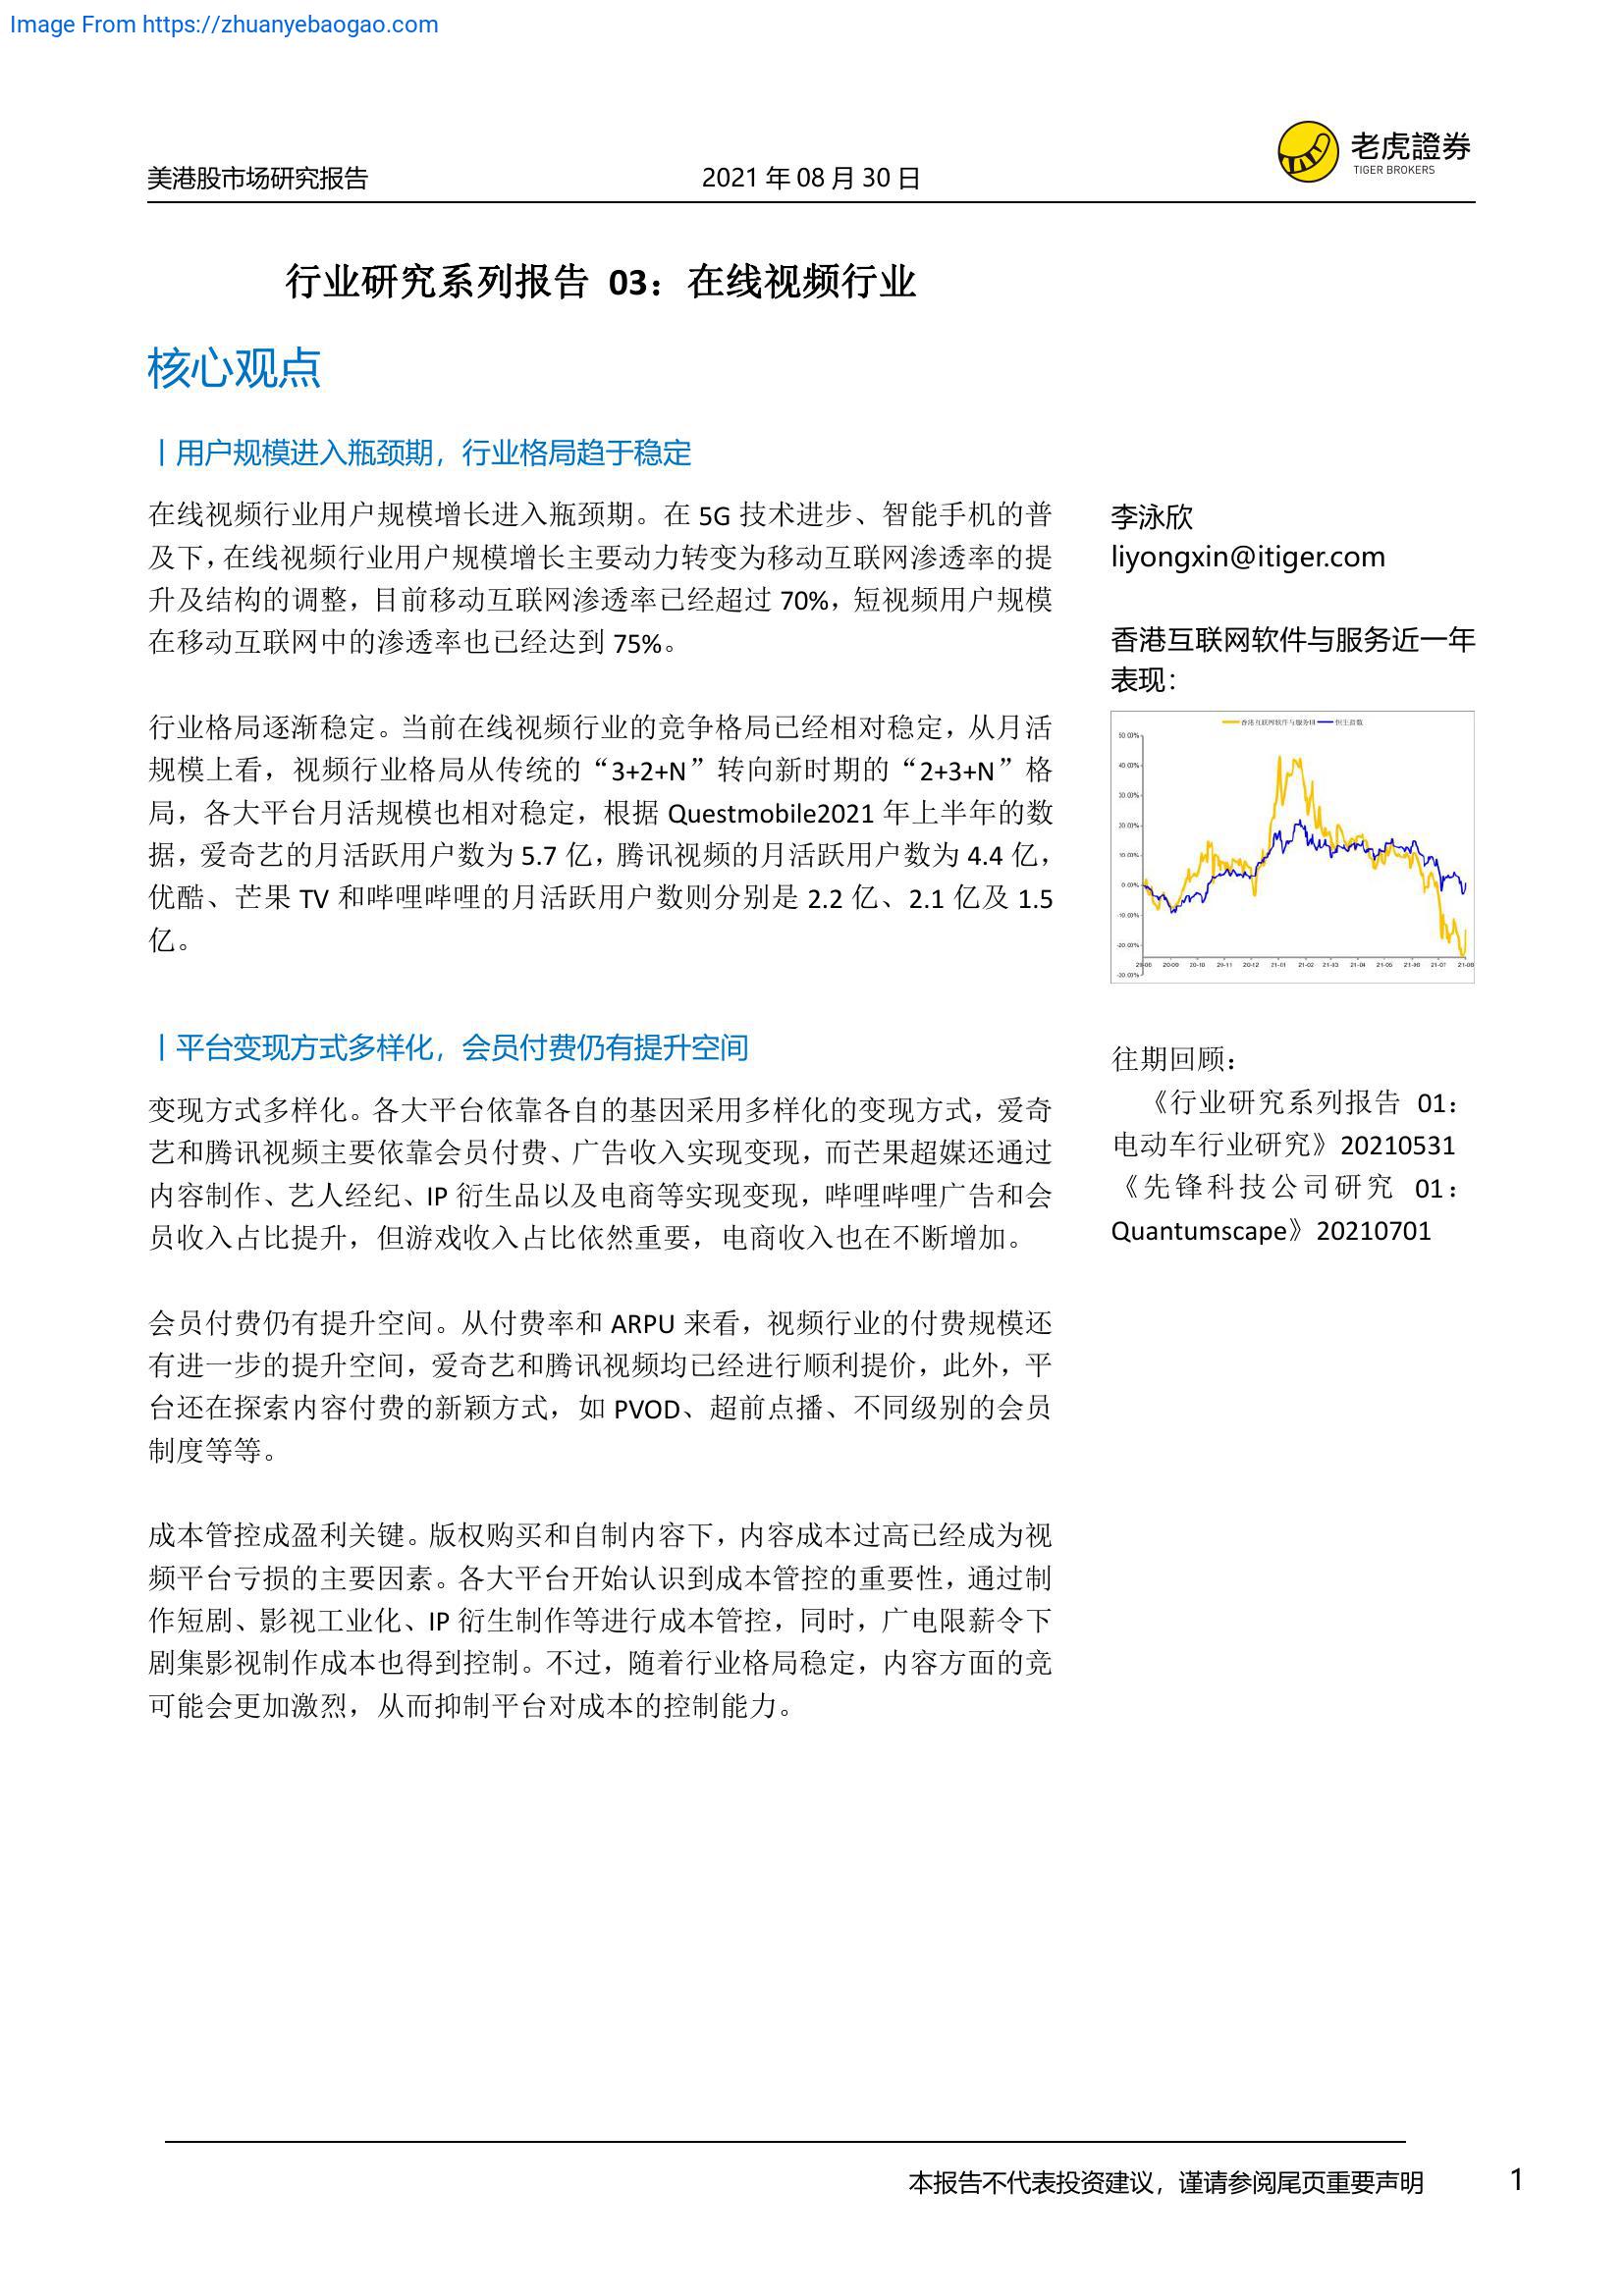 Image From https://zhuanyebaogao.com
老虎證券
TIGER BROKERS
美港股市场研究报告
2021 年 08 月 30 日
行业研究系列报告 03：在线视频行业
核心观点
丨用户规模进入瓶颈期，行业格局趋于稳定
在线视频行业用户规模增长进入瓶颈期。在 5G 技术进步、智能手机的普
及下，在线视频行业用户规模增长主要动力转变为移动互联网渗透率的提
升及结构的调整，目前移动互联网渗透率已经超过 70%，短视频用户规模
在移动互联网中的渗透率也已经达到 75%。
行业格局逐渐稳定。当前在线视频行业的竞争格局已经相对稳定，从月活
规模上看，视频行业格局从传统的“3+2+N”转向新时期的“2+3+N”格
局，各大平台月活规模也相对稳定，根据 Questmobile2021 年上半年的数
据，爱奇艺的月活跃用户数为 5.7 亿，腾讯视频的月活跃用户数为 4.4 亿，
优酷、芒果 TV 和哔哩哔哩的月活跃用户数则分别是 2.2 亿、2.1 亿及 1.5
亿。
丨平台变现方式多样化，会员付费仍有提升空间
变现方式多样化。各大平台依靠各自的基因采用多样化的变现方式，爱奇
艺和腾讯视频主要依靠会员付费、广告收入实现变现，而芒果超媒还通过
内容制作、艺人经纪、IP 衍生品以及电商等实现变现，哔哩哔哩广告和会
员收入占比提升，但游戏收入占比依然重要，电商收入也在不断增加。
会员付费仍有提升空间。从付费率和 ARPU 来看，视频行业的付费规模还
有进一步的提升空间，爱奇艺和腾讯视频均已经进行顺利提价，此外，平
台还在探索内容付费的新颖方式，如 PVOD、超前点播、不同级别的会员
制度等等。
成本管控成盈利关键。版权购买和自制内容下，内容成本过高已经成为视
频平台亏损的主要因素。各大平台开始认识到成本管控的重要性，通过制
作短剧、影视工业化、IP 衍生制作等进行成本管控，同时，广电限薪令下
剧集影视制作成本也得到控制。不过，随着行业格局稳定，内容方面的竞
可能会更加激烈，从而抑制平台对成本的控制能力。
李泳欣
liyongxin@itiger.com
香港互联网软件与服务近一年
表现：
香港互联网软件与服务III 恒生指数
50.00%
40.00%
30.00%
20.00%
10.00%
0.00%
-10.00%
-20.00%
-30.00%
20-08 20-09 20-10 20-11 20-12 21-01 21-02 21-03 21-04 21-05 21-06 21-07 21-08
往期回顾：
《行业研究系列报告 01：
电动车行业研究》20210531
《先锋科技公司研究 01：
Quantumscape》20210701
本报告不代表投资建议，谨请参阅尾页重要声明
1